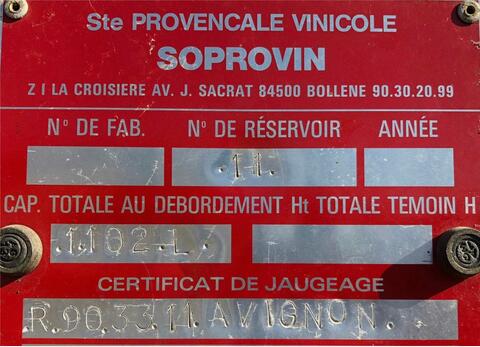 Ste PROVENCALE VINICOLE
SOPROVIN
Z I LA CROISIERE AV. J. SACRAT 84500 BOLLENE 90.30.20.99
N° DE FAB. N° DE RÉSERVOIR ANNÉE
.11.
CAP. TOTALE AU DEBORDEMENT Ht TOTALE TEMOIN H
.1102.L.
CERTIFICAT DE JAUGEAGE
.R.90.33.11.AVIGNON.